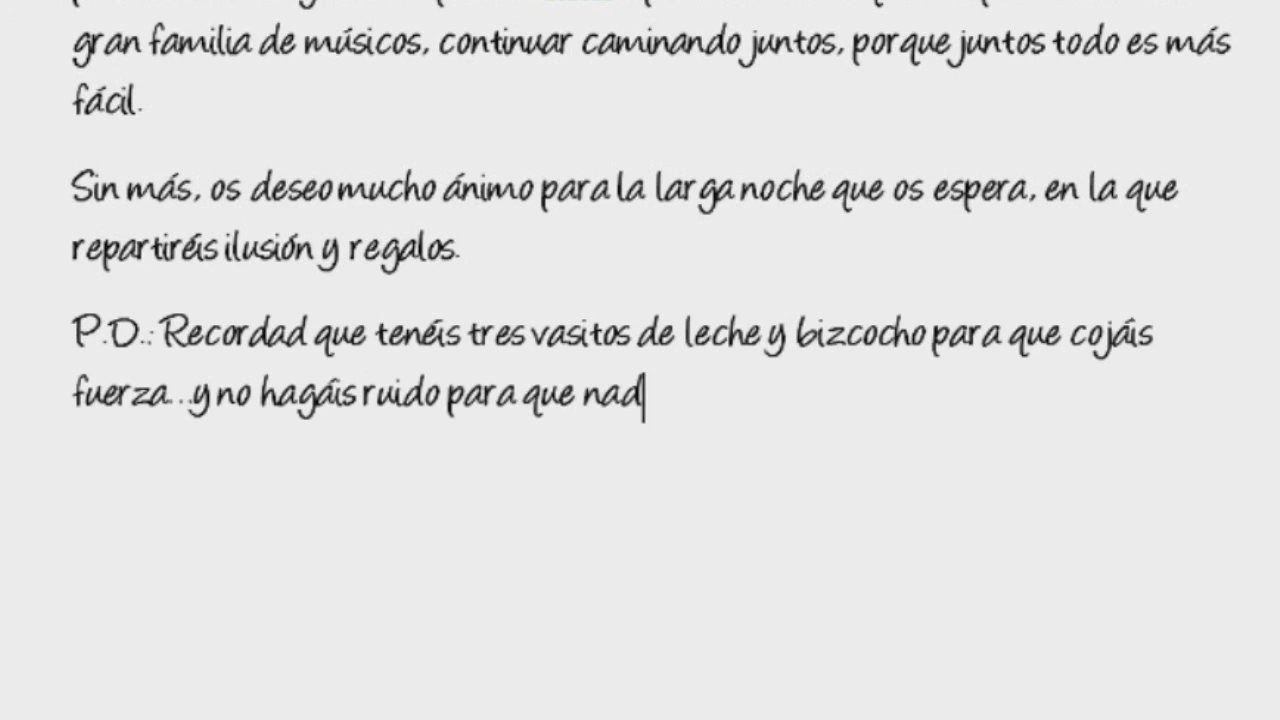 gran familia de músicos, continuar caminando juntos, porque juntos todo es más
fácil.
Sin más, os deseo mucho ánimo para la larga noche que os espera, en la que
repartiréis ilusión y regalos.
P.D.: Recordad que tenéis tres vasitos de leche y bizcocho para que cojáis
fuerza...y no hagáis ruido para que nad